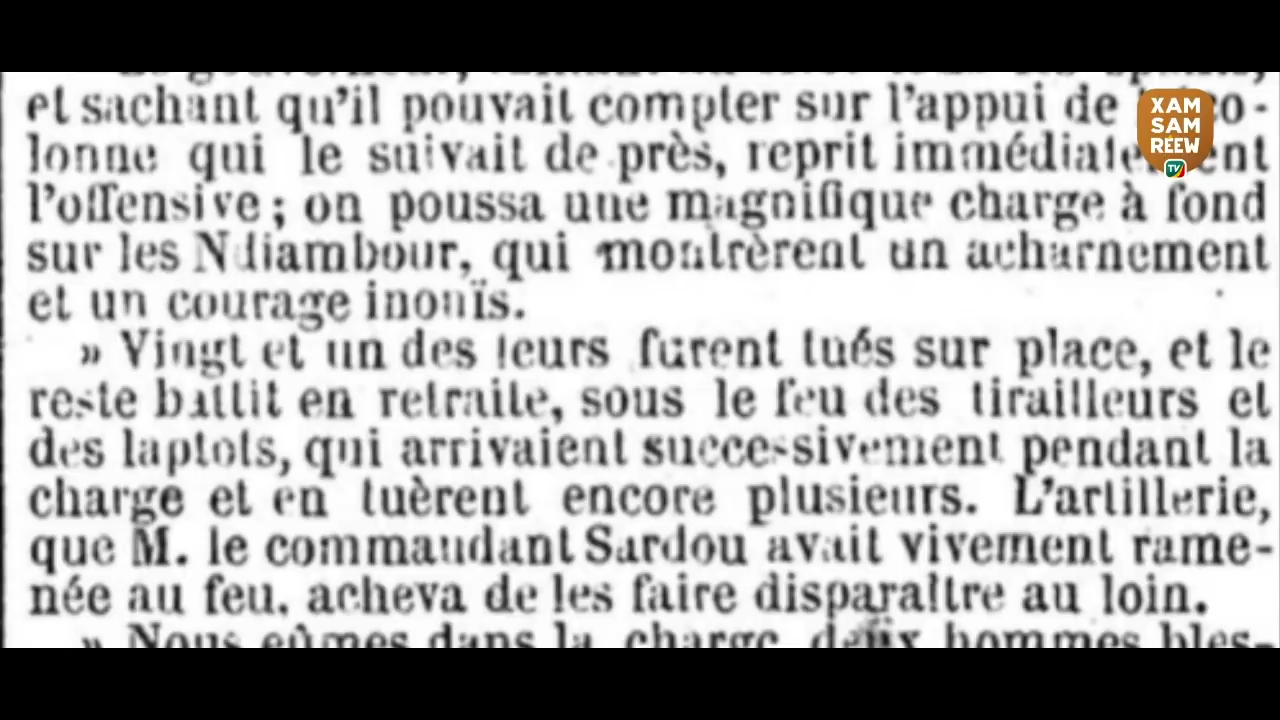 et sachant qu'il pouvait compter sur l'appui de co-
lonne qui le suivait de près, reprit immédiatement
l'offensive ; on poussa une magnifique charge à fond
sur les Ndiambour, qui montrèrent un acharnement
et un courage inouïs.
» Vingt et un des leurs furent tués sur place, et le
reste battit en retraite, sous le feu des tirailleurs et
des laptots, qui arrivaient successivement pendant la
charge et en tuèrent encore plusieurs. L'artillerie,
que M. le commandant Sardou avait vivement rame-
née au feu, acheva de les faire disparaître au loin.
» Nous eûmes dans la charge deux hommes bles-
XAM
SAM
REEW
TV